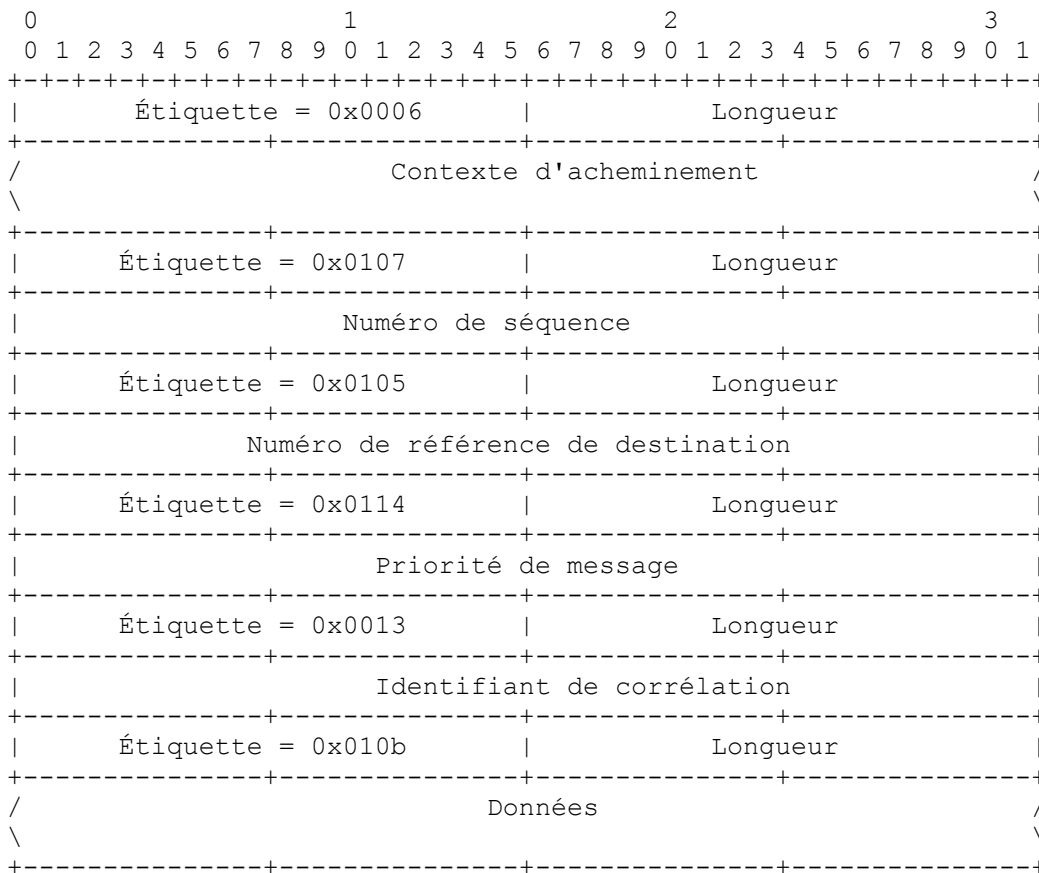 0                   1                   2                   3
 0 1 2 3 4 5 6 7 8 9 0 1 2 3 4 5 6 7 8 9 0 1 2 3 4 5 6 7 8 9 0 1
+-+-+-+-+-+-+-+-+-+-+-+-+-+-+-+-+-+-+-+-+-+-+-+-+-+-+-+-+-+-+-+-+
|       Étiquette = 0x0006      |           Longueur            |
+---------------+---------------+---------------+---------------+
/                       Contexte d'acheminement                 /
\                                                               \
+---------------+---------------+---------------+---------------+
|      Étiquette = 0x0107       |           Longueur            |
+---------------+---------------+---------------+---------------+
|                    Numéro de séquence                         |
+---------------+---------------+---------------+---------------+
|      Étiquette = 0x0105       |           Longueur            |
+---------------+---------------+---------------+---------------+
|              Numéro de référence de destination               |
+---------------+---------------+---------------+---------------+
|      Étiquette = 0x0114       |           Longueur            |
+---------------+---------------+---------------+---------------+
|                      Priorité de message                      |
+---------------+---------------+---------------+---------------+
|      Étiquette = 0x0013       |           Longueur            |
+---------------+---------------+---------------+---------------+
|                      Identifiant de corrélation               |
+---------------+---------------+---------------+---------------+
|      Étiquette = 0x010b       |           Longueur            |
+---------------+---------------+---------------+---------------+
/                             Données                           /
\                                                               \
+---------------+---------------+---------------+---------------+